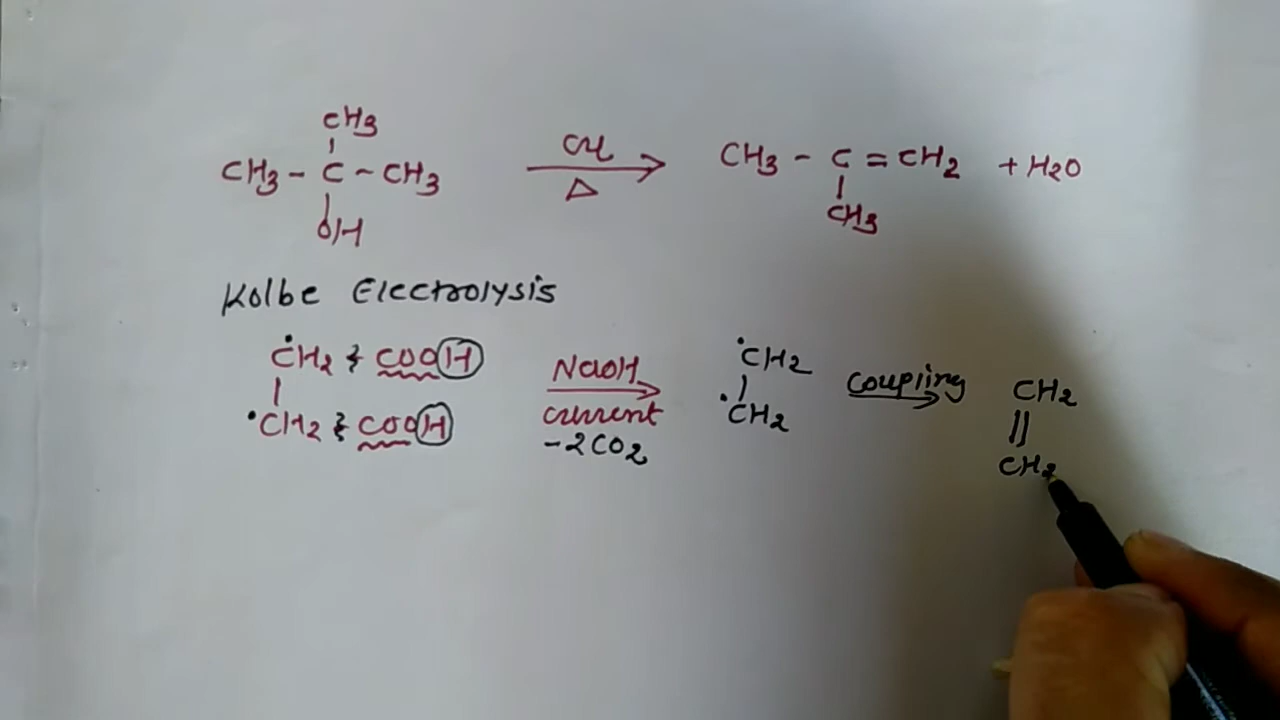 CH3
CH3 - C - CH3 Cu Δ CH3 - C = CH2 + H2O
OH CH3
Kolbe Electrolysis
•CH2 COOH NaOH •CH2 coupling CH2
•CH2 COOH current •CH2 CH2
-2CO2